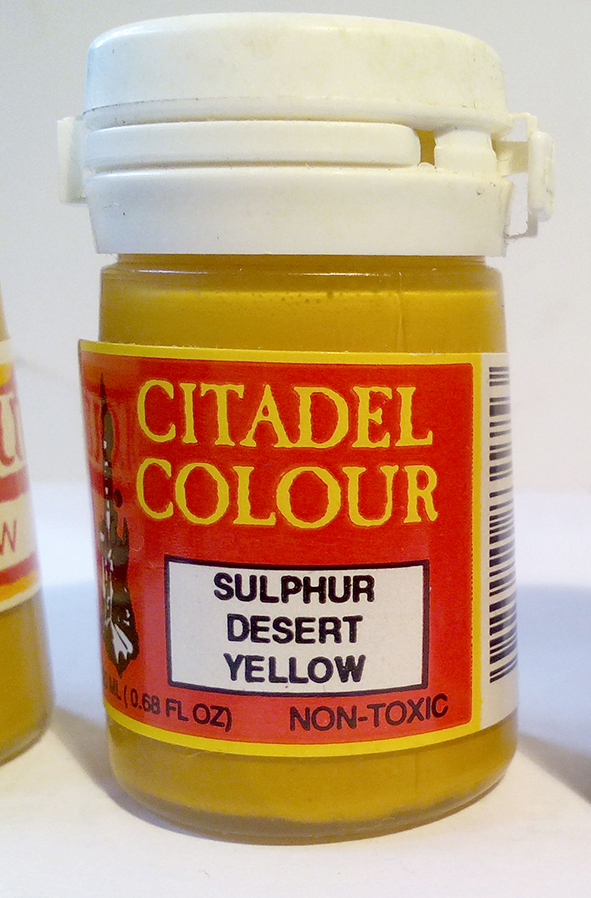 CITADEL
COLOUR
SULPHUR
DESERT
YELLOW
ML (0.68 FL OZ)
NON-TOXIC
W